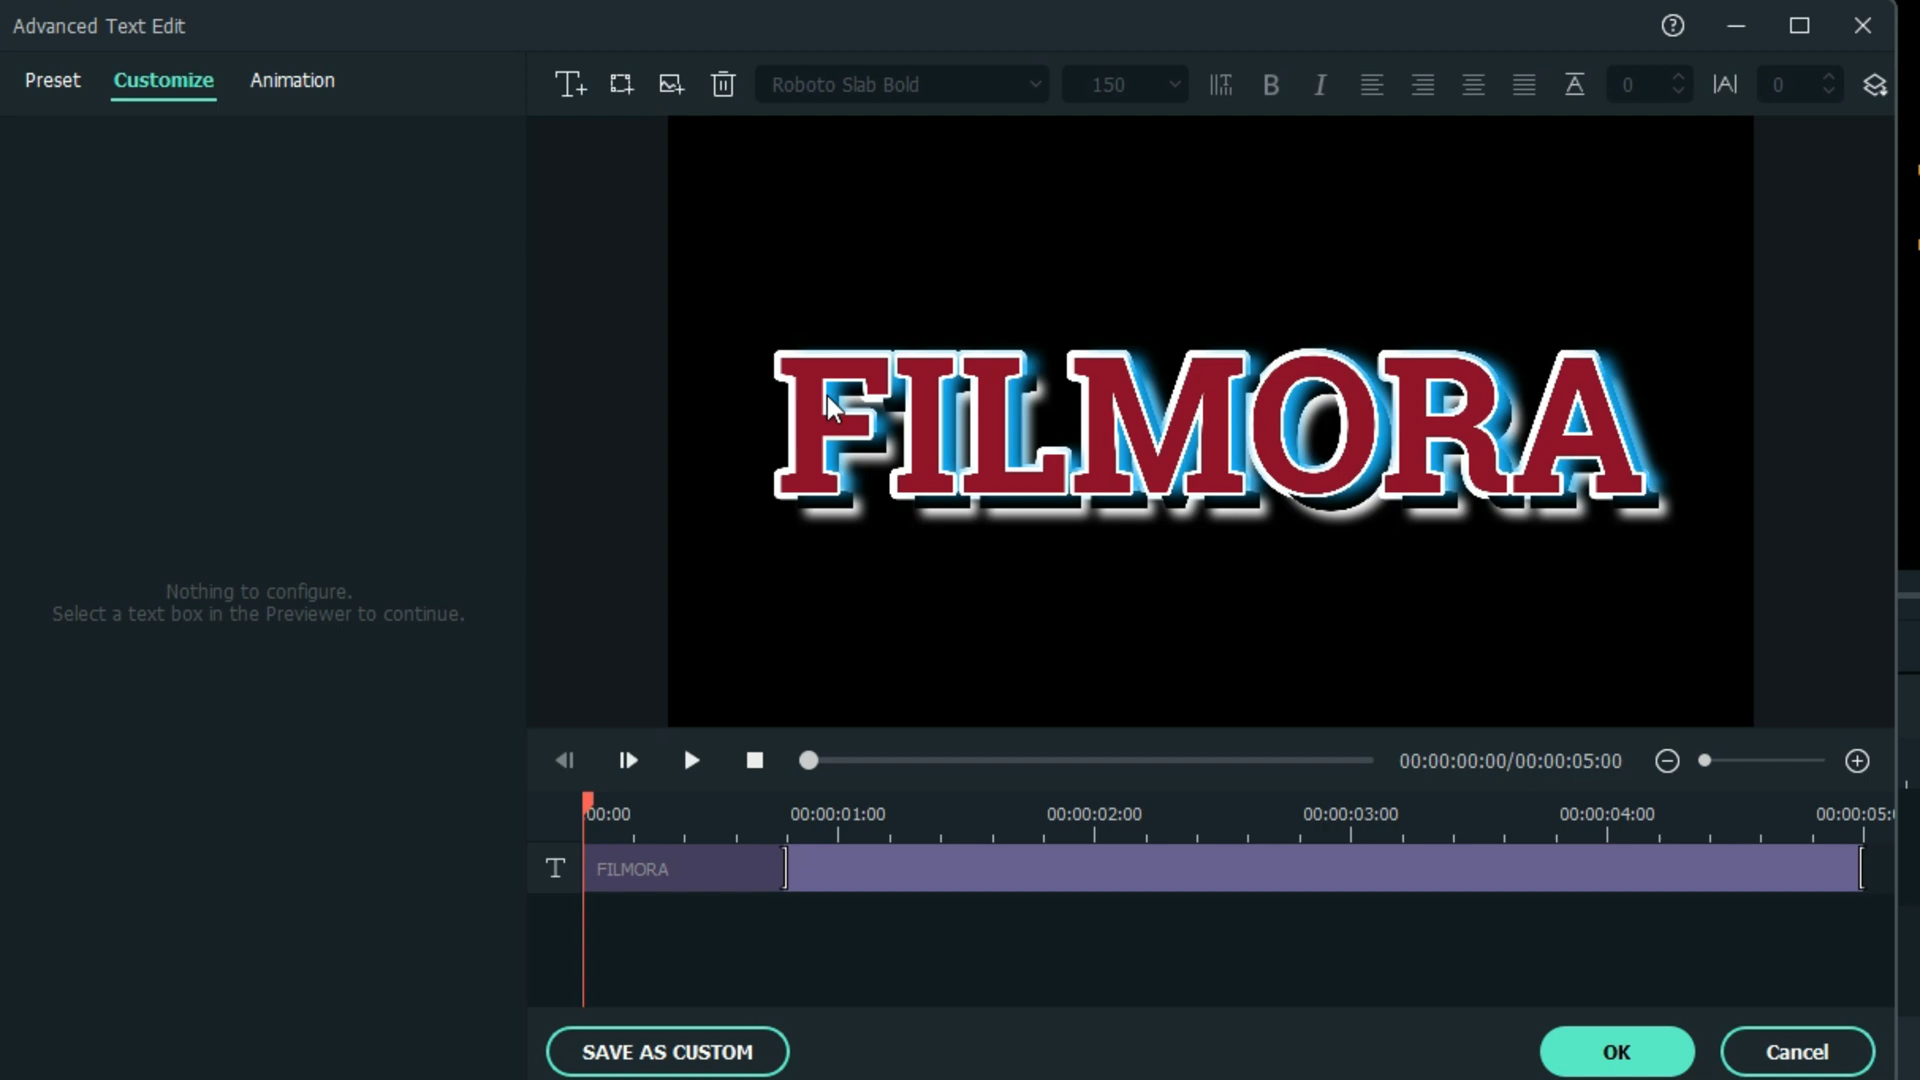 Advanced Text Edit
Preset Customize Animation
Roboto Slab Bold 150 B I 0 0
FILMORA
Nothing to configure.
Select a text box in the Previewer to continue.
00:00:00:00/00:00:05:00
00:00 00:00:01:00 00:00:02:00 00:00:03:00 00:00:04:00 00:00:05:
T FILMORA
SAVE AS CUSTOM OK Cancel